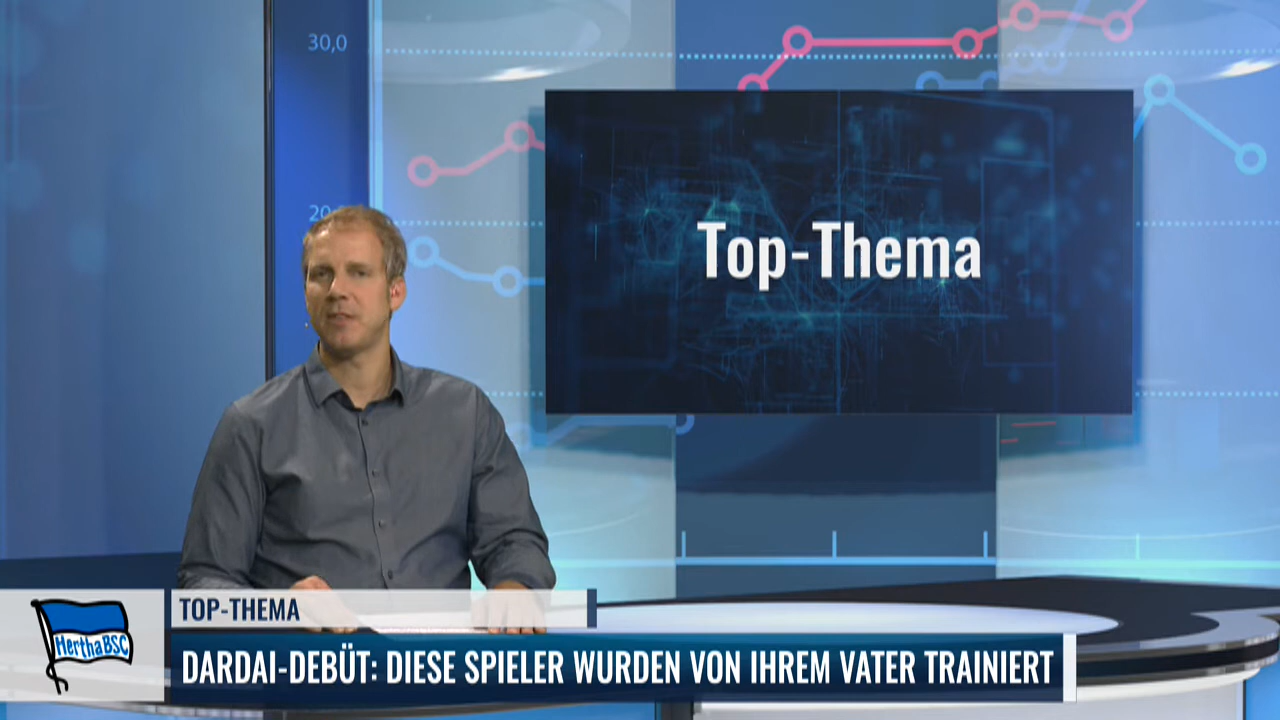 30,0
20
Top-Thema
TOP-THEMA
Hertha BSC
DARDAI-DEBÜT: DIESE SPIELER WURDEN VON IHREM VATER TRAINIERT